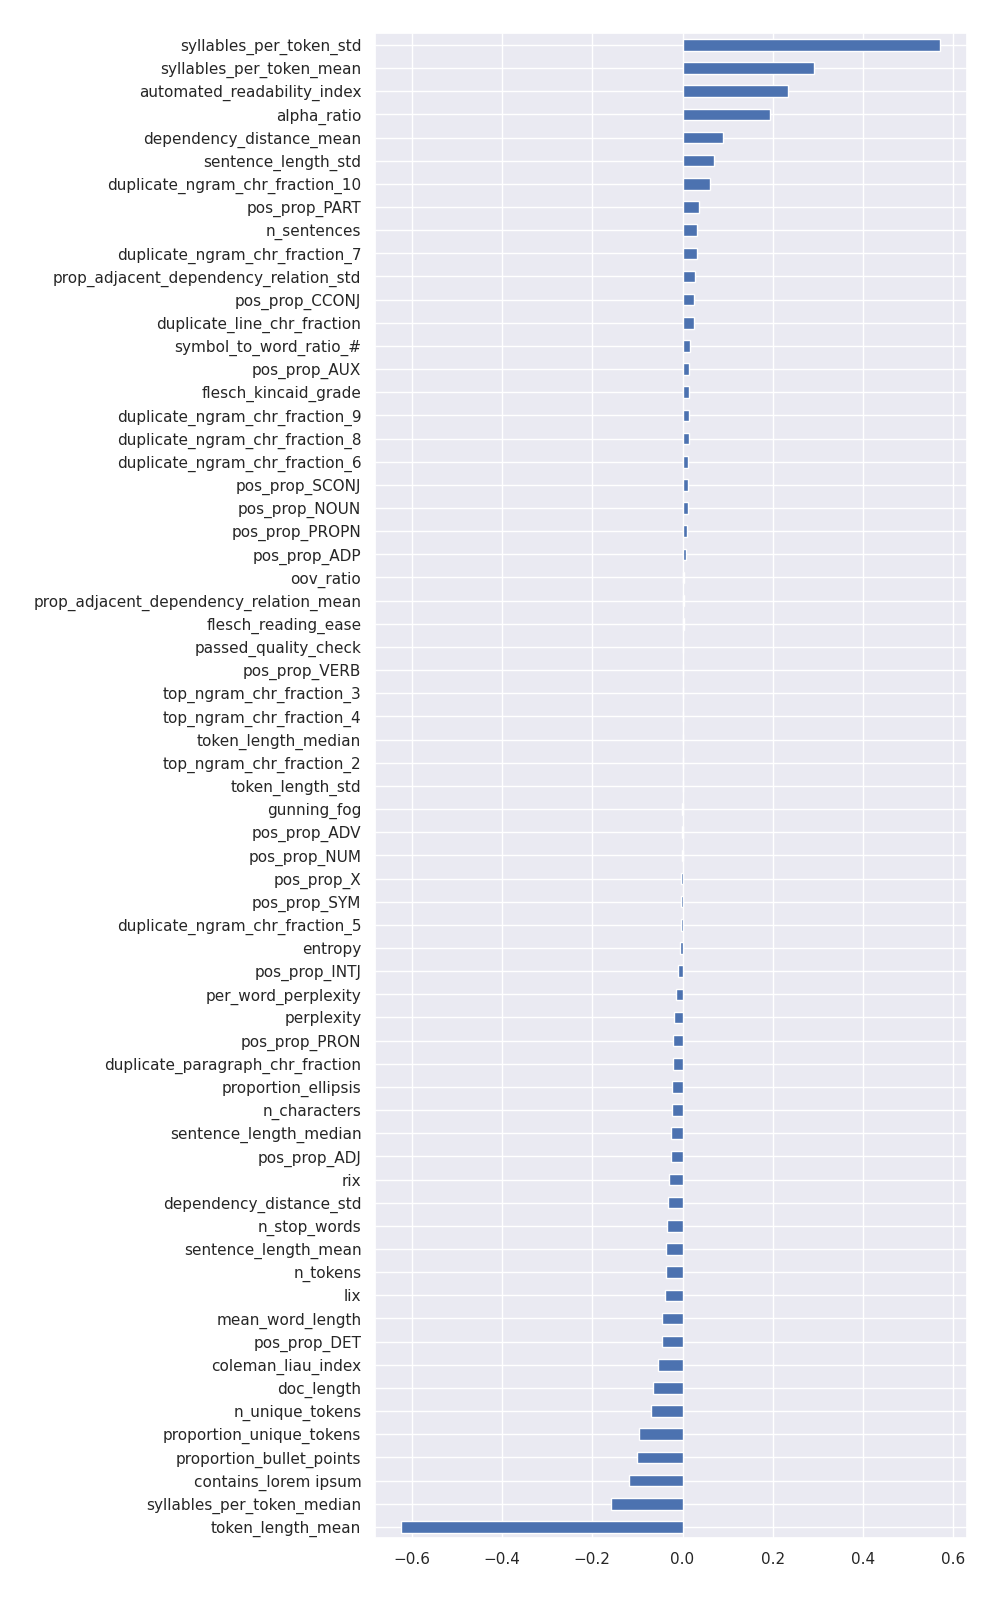 syllables_per_token_std
syllables_per_token_mean
automated_readability_index
alpha_ratio
dependency_distance_mean
sentence_length_std
duplicate_ngram_chr_fraction_10
pos_prop_PART
n_sentences
duplicate_ngram_chr_fraction_7
prop_adjacent_dependency_relation_std
pos_prop_CCONJ
duplicate_line_chr_fraction
symbol_to_word_ratio_#
pos_prop_AUX
flesch_kincaid_grade
duplicate_ngram_chr_fraction_9
duplicate_ngram_chr_fraction_8
duplicate_ngram_chr_fraction_6
pos_prop_SCONJ
pos_prop_NOUN
pos_prop_PROPN
pos_prop_ADP
oov_ratio
prop_adjacent_dependency_relation_mean
flesch_reading_ease
passed_quality_check
pos_prop_VERB
top_ngram_chr_fraction_3
top_ngram_chr_fraction_4
token_length_median
top_ngram_chr_fraction_2
token_length_std
gunning_fog
pos_prop_ADV
pos_prop_NUM
pos_prop_X
pos_prop_SYM
duplicate_ngram_chr_fraction_5
entropy
pos_prop_INTJ
per_word_perplexity
perplexity
pos_prop_PRON
duplicate_paragraph_chr_fraction
proportion_ellipsis
n_characters
sentence_length_median
pos_prop_ADJ
rix
dependency_distance_std
n_stop_words
sentence_length_mean
n_tokens
lix
mean_word_length
pos_prop_DET
coleman_liau_index
doc_length
n_unique_tokens
proportion_unique_tokens
proportion_bullet_points
contains_lorem ipsum
syllables_per_token_median
token_length_mean
−0.6 −0.4 −0.2 0.0 0.2 0.4 0.6